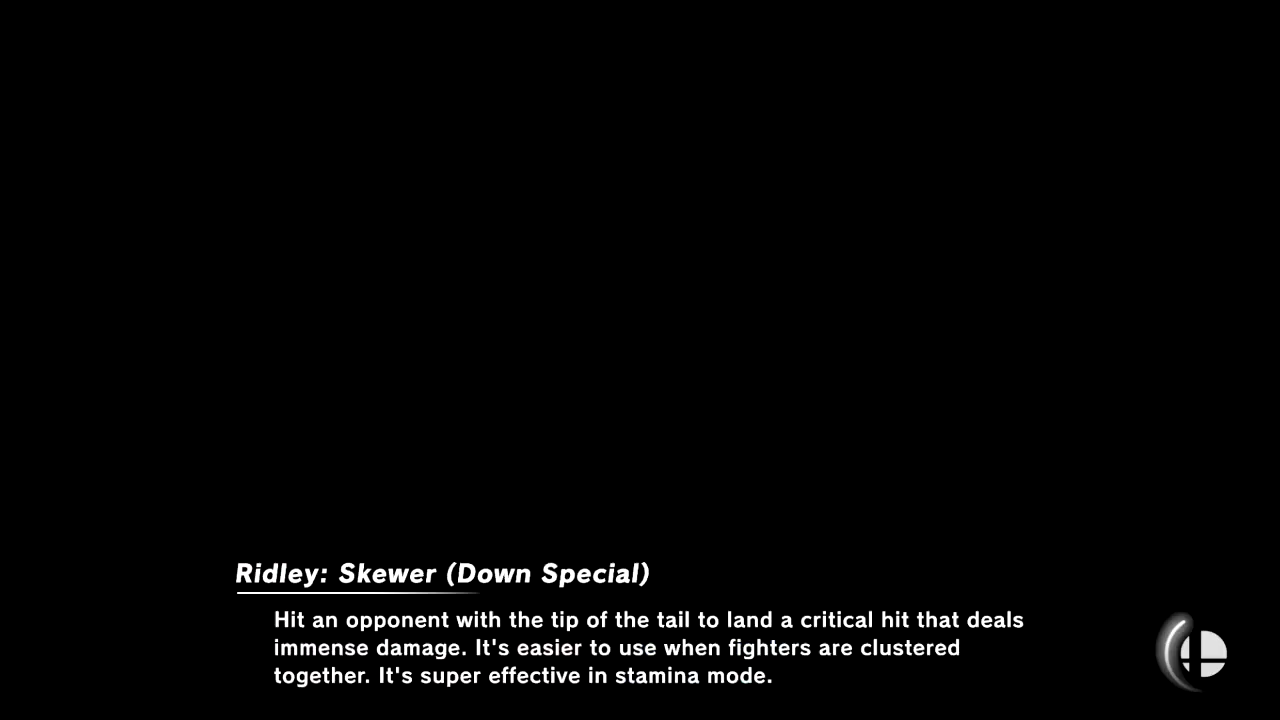 Ridley: Skewer (Down Special)
Hit an opponent with the tip of the tail to land a critical hit that deals
immense damage. It's easier to use when fighters are clustered
together. It's super effective in stamina mode.